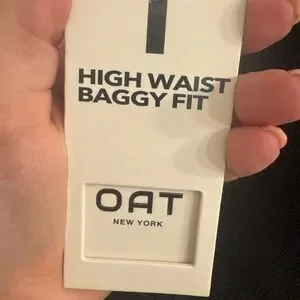 HIGH WAIST
BAGGY FIT
OAT
NEW YORK